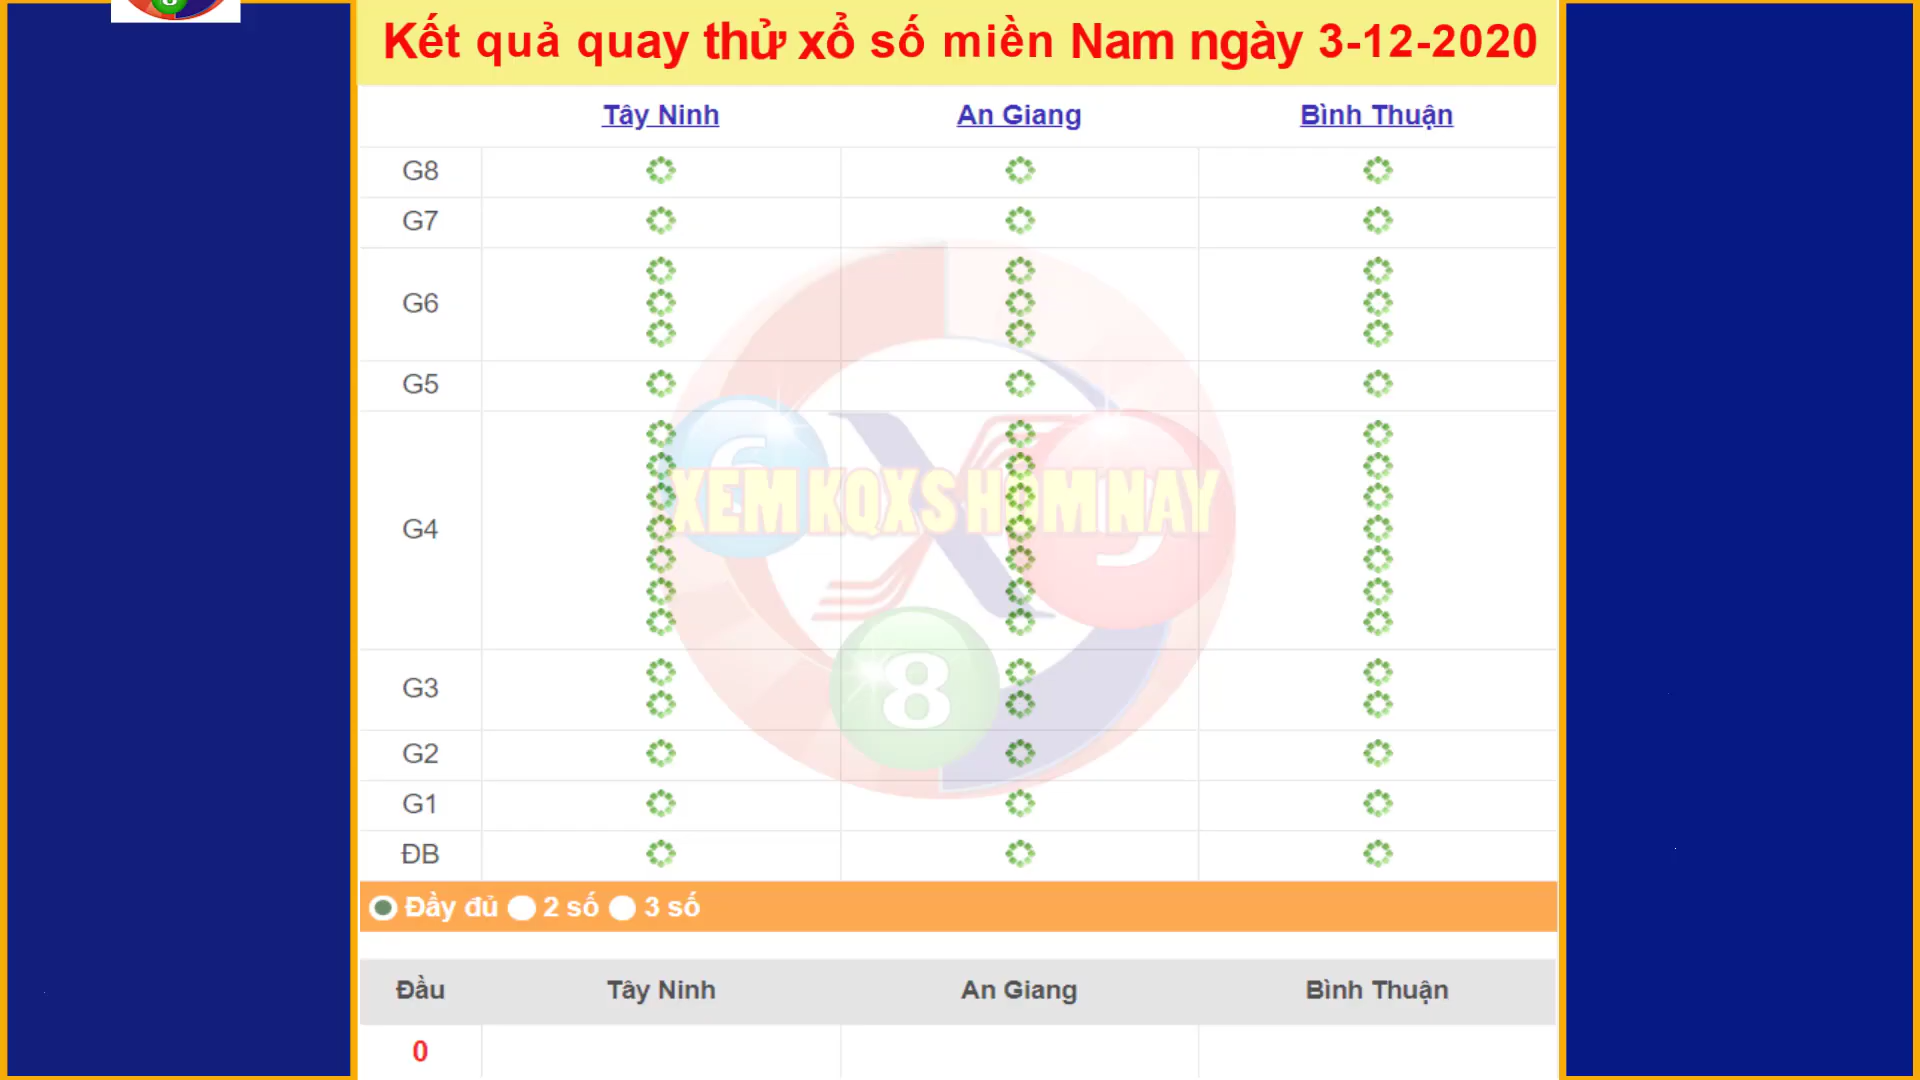 Kết quả quay thử xổ số miền Nam ngày 3-12-2020
Tây Ninh An Giang Bình Thuận
G8
G7
G6
G5
G4
XEM KQXS HOM NAY
G3
8
G2
G1
ĐB
Đầy đủ 2 số 3 số
Đầu Tây Ninh An Giang Bình Thuận
0